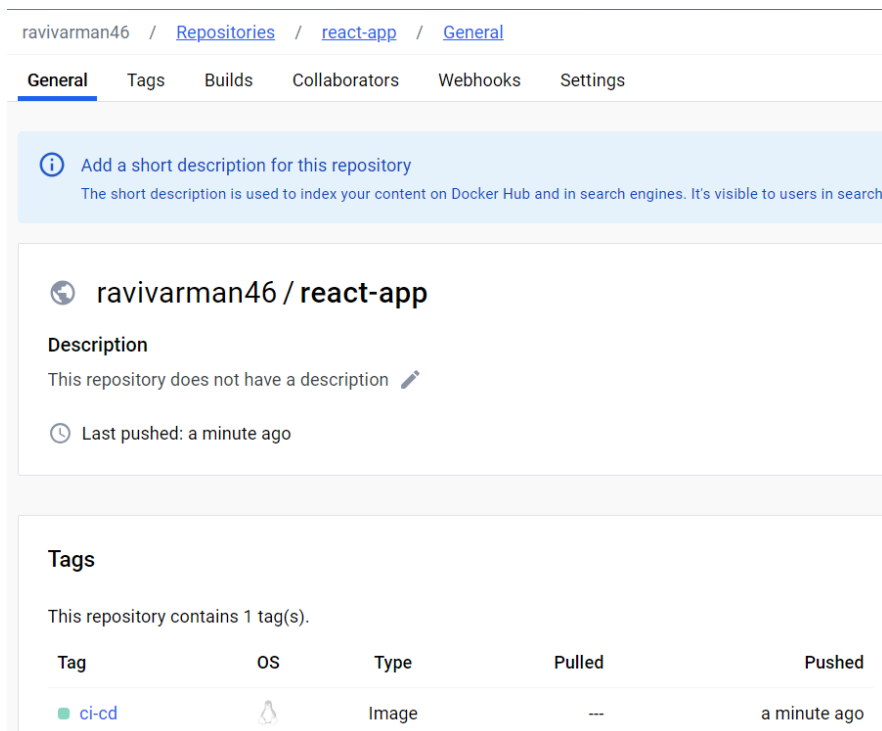 ravivarman46 / Repositories / react-app / General
General Tags Builds Collaborators Webhooks Settings
Add a short description for this repository
The short description is used to index your content on Docker Hub and in search engines. It's visible to users in search
ravivarman46 / react-app
Description
This repository does not have a description
Last pushed: a minute ago
Tags
This repository contains 1 tag(s).
Tag OS Type Pulled Pushed
ci-cd Image --- a minute ago